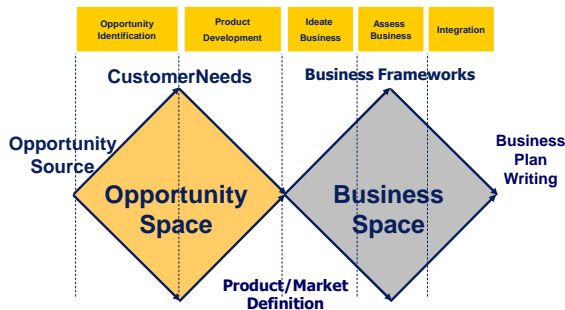 Opportunity
Identification
Product
Development
Ideate
Business
Assess
Business
Integration
CustomerNeeds
Business Frameworks
Opportunity
Source
Business
Plan
Writing
Opportunity
Space
Business
Space
Product/Market
Definition